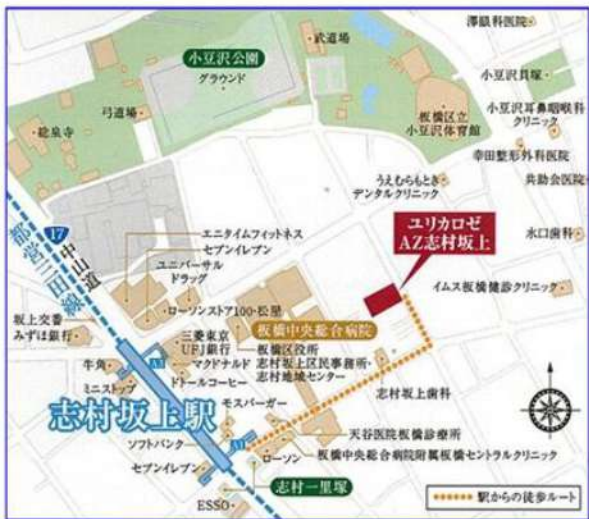 澤眼科医院
武道場
小豆沢公園
グラウンド
小豆沢貝塚
弓道場
小豆沢耳鼻咽喉科
クリニック
板橋区立
小豆沢体育館
総泉寺
幸田整形外科医院
うえむらもとき
デンタルクリニック
共助会医院
ユリカロゼ
AZ志村坂上
水口歯科
17
中山道
都営三田線
エニタイムフィットネス
セブンイレブン
ユニバーサル
ドラッグ
イムス板橋健診クリニック
ローソンストア100・松屋
坂上交番
みずほ銀行
三菱東京
UFJ銀行
板橋中央総合病院
板橋区役所
志村坂上区民事務所・
志村地域センター
牛角
マクドナルド
ミニストップ
ドトールコーヒー
志村坂上歯科
志村坂上駅
モスバーガー
ソフトバンク
天谷医院板橋診療所
ローソン
板橋中央総合病院附属板橋セントラルクリニック
セブンイレブン
志村一里塚
ESSO
駅からの徒歩ルート